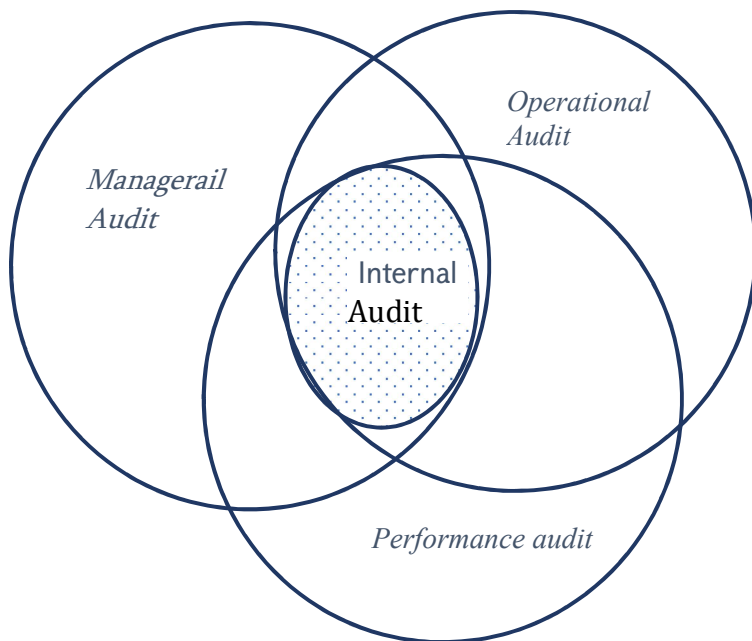 Operational
Audit
Managerail
Audit
Internal
Audit
Performance audit